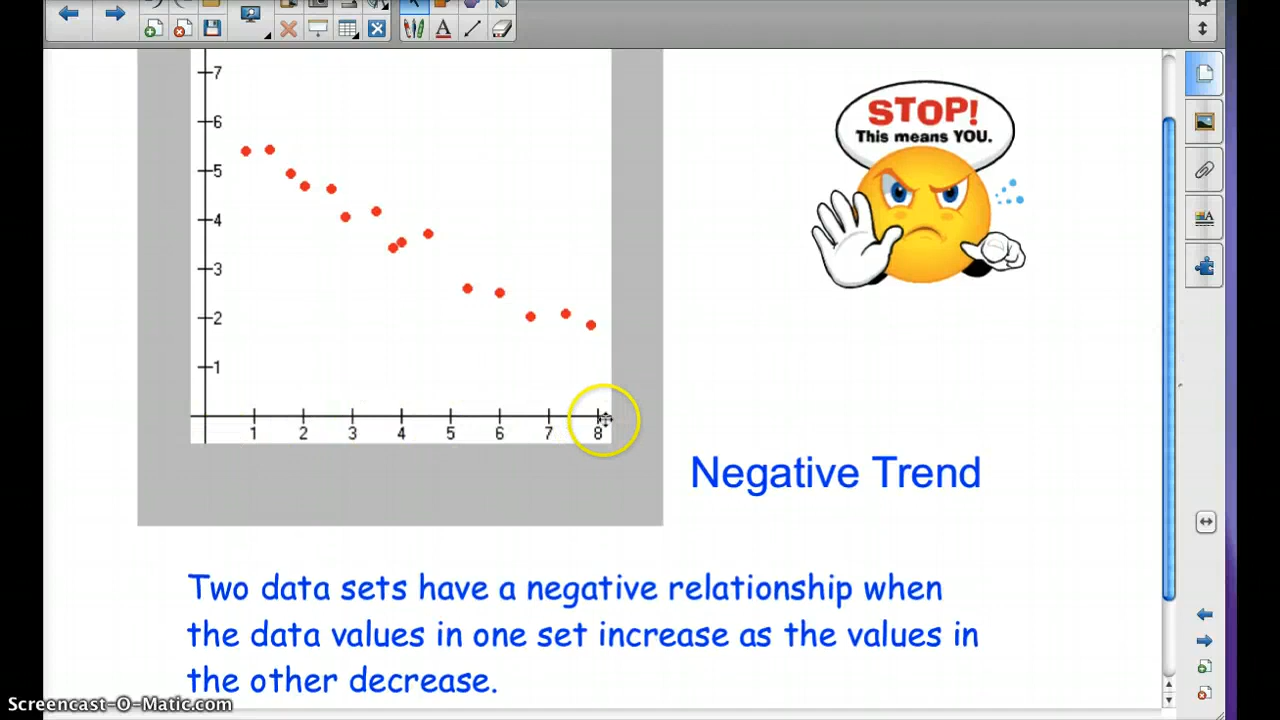 STOP!
This means YOU.
7
6
5
4
3
2
1
1 2 3 4 5 6 7 8
Negative Trend
Two data sets have a negative relationship when
the data values in one set increase as the values in
the other decrease.
Screencast-O-Matic.com